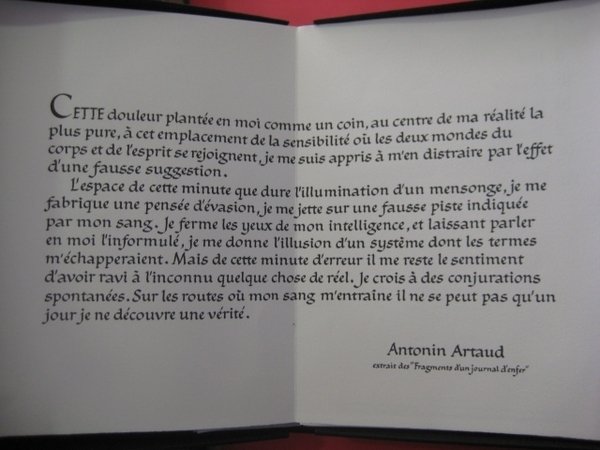 CETTE douleur plantée en moi comme un coin, au centre de ma réalité la
plus pure, à cet emplacement de la sensibilité où les deux mondes du
corps et de l'esprit se rejoignent, je me suis appris à m'en distraire par l'effet
d'une fausse suggestion.
L'espace de cette minute que dure l'illumination d'un mensonge, je me
fabrique une pensée d'évasion, je me jette sur une fausse piste indiquée
par mon sang. Je ferme les yeux de mon intelligence, et laissant parler
en moi l'informulé, je me donne l'illusion d'un système dont les termes
m'échapperaient. Mais de cette minute d'erreur il me reste le sentiment
d'avoir ravi à l'inconnu quelque chose de réel. Je crois à des conjurations
spontanées. Sur les routes où mon sang m'entraîne il ne se peut pas qu'un
jour je ne découvre une vérité.
Antonin Artaud
extrait des "Fragments d'un journal d'enfer"